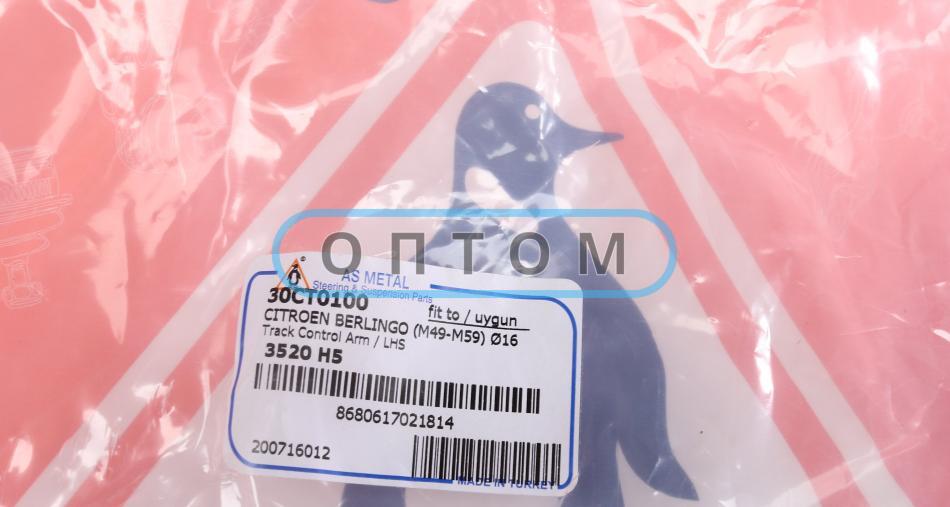 ОПТОМ
AS METAL
Steering & Suspension Parts
30CT0100
fit to / uygun
CITROEN BERLINGO (M49-M59) Ø16
Track Control Arm / LHS
3520 H5
8680617021814
200716012
MADE IN TURKEY